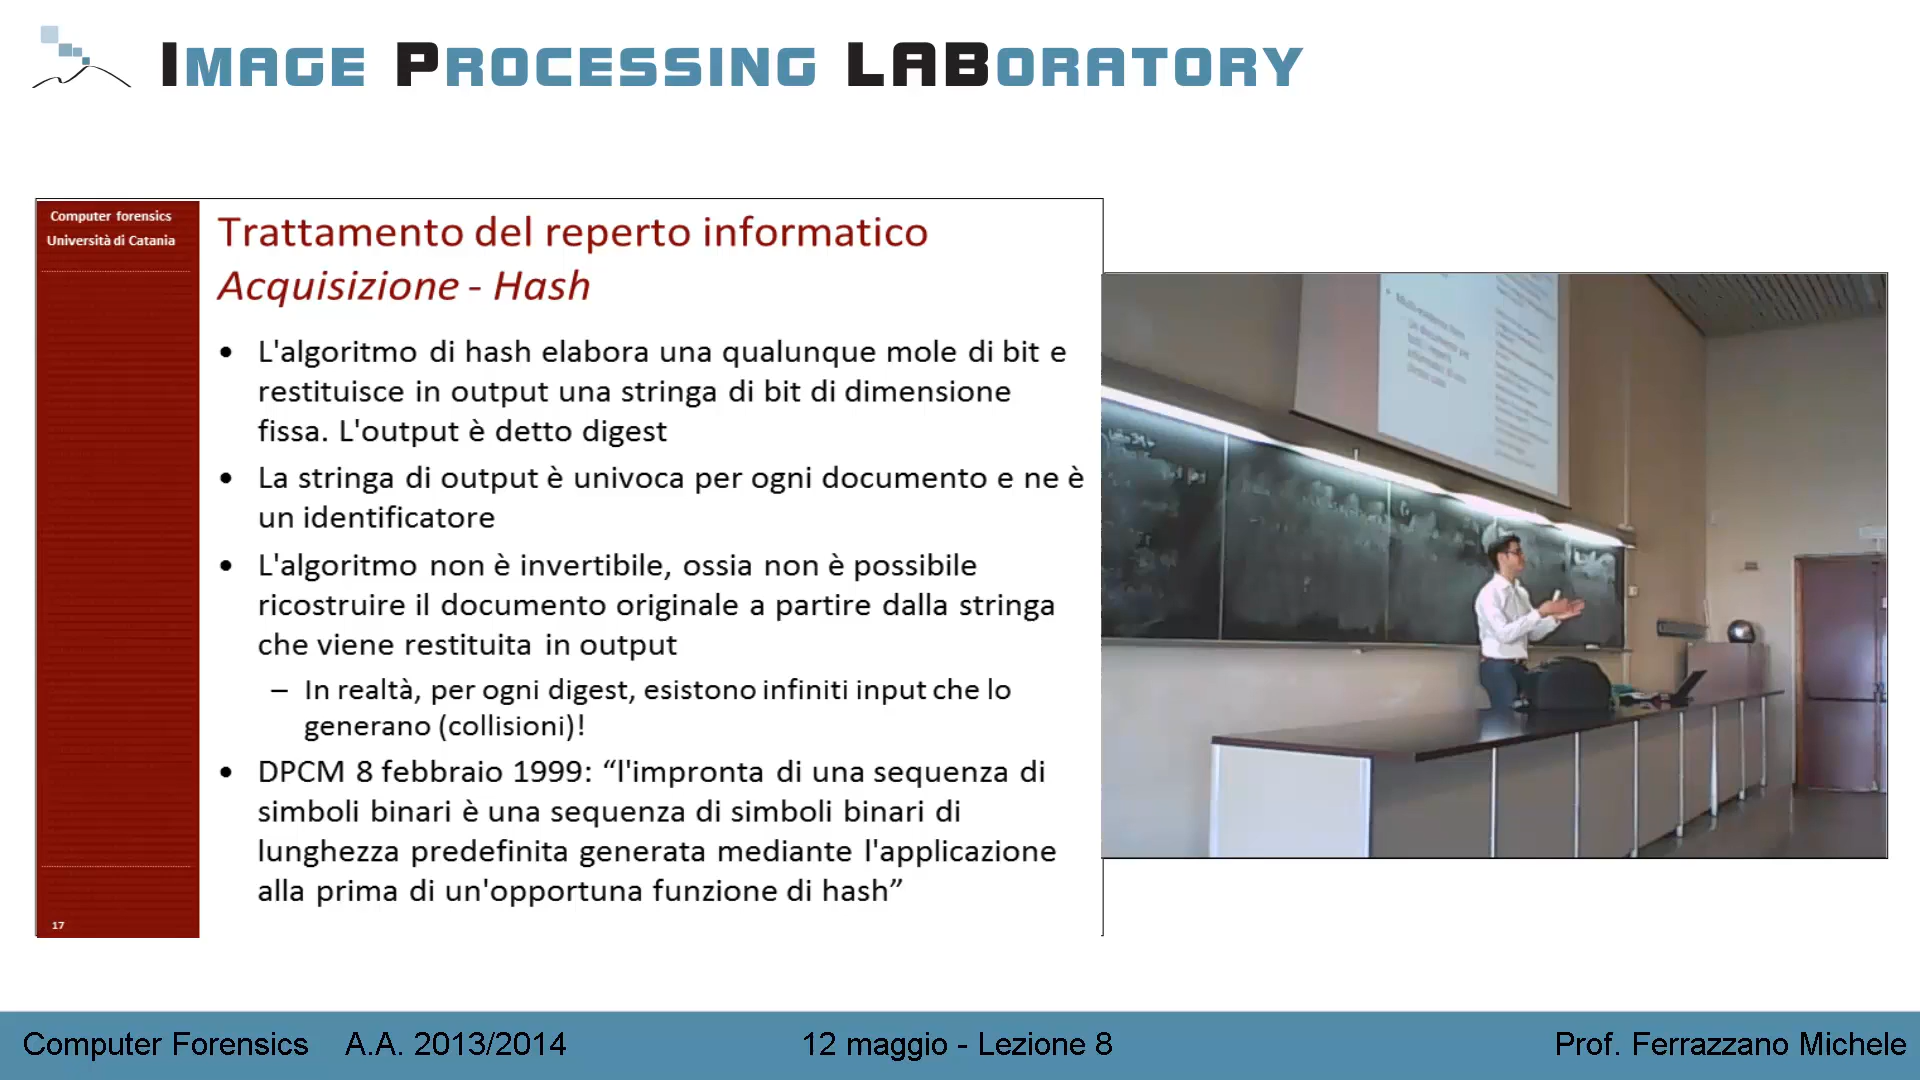 IMAGE PROCESSING LABORATORY
Computer forensics
Università di Catania
Trattamento del reperto informatico
Acquisizione - Hash
• L'algoritmo di hash elabora una qualunque mole di bit e
restituisce in output una stringa di bit di dimensione
fissa. L'output è detto digest
• La stringa di output è univoca per ogni documento e ne è
un identificatore
• L'algoritmo non è invertibile, ossia non è possibile
ricostruire il documento originale a partire dalla stringa
che viene restituita in output
– In realtà, per ogni digest, esistono infiniti input che lo
generano (collisioni)!
• DPCM 8 febbraio 1999: “l'impronta di una sequenza di
simboli binari è una sequenza di simboli binari di
lunghezza predefinita generata mediante l'applicazione
alla prima di un'opportuna funzione di hash”
17
Computer Forensics A.A. 2013/2014 12 maggio - Lezione 8 Prof. Ferrazzano Michele